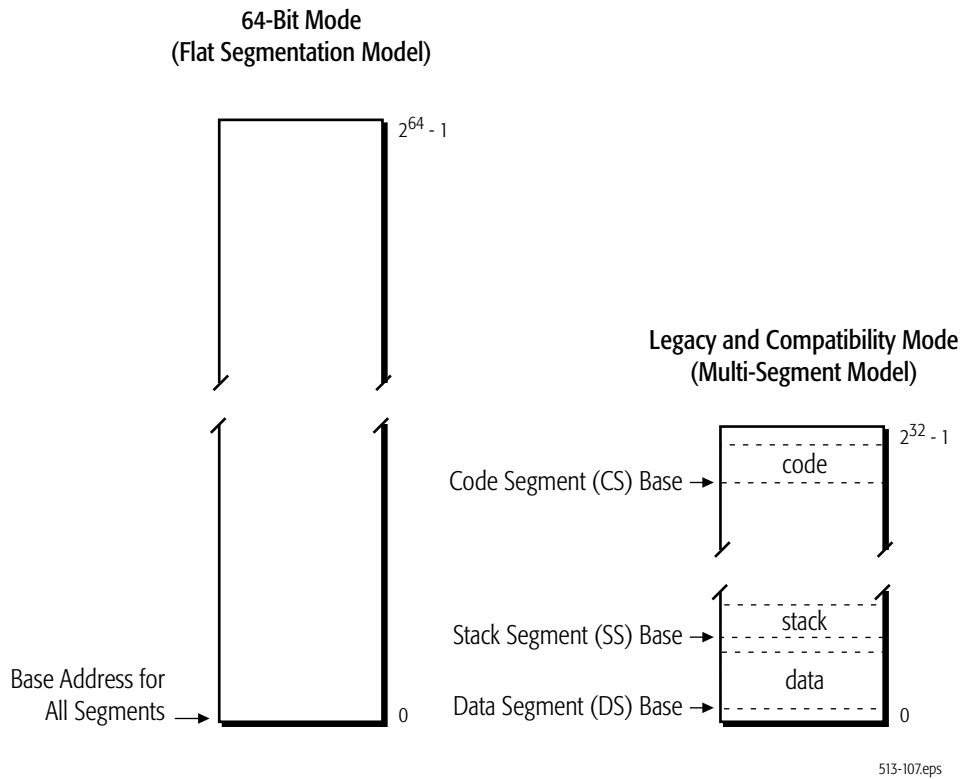 64-Bit Mode
(Flat Segmentation Model)
2^64 - 1
Legacy and Compatibility Mode
(Multi-Segment Model)
2^32 - 1
code
Code Segment (CS) Base
stack
Stack Segment (SS) Base
Base Address for
All Segments
0
data
Data Segment (DS) Base
0
513-107.eps